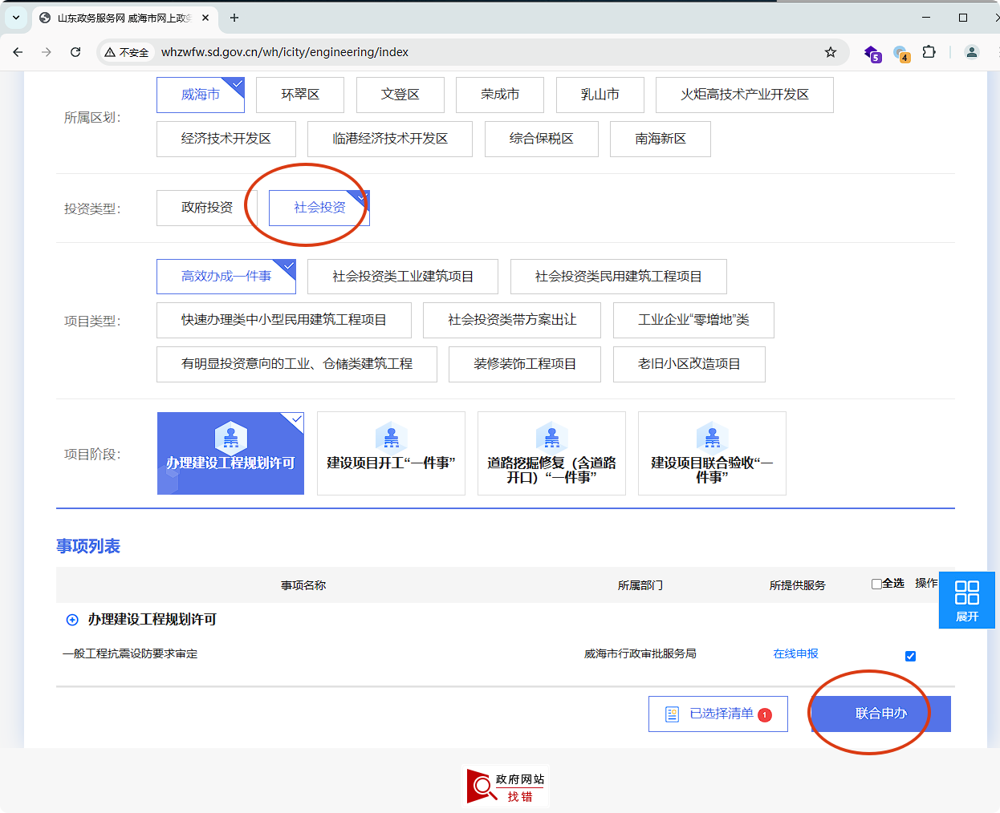 山东政务服务网 威海市网上政务
不安全 whzwfw.sd.gov.cn/wh/icity/engineering/index
5
4
所属区划：
威海市 环翠区 文登区 荣成市 乳山市 火炬高技术产业开发区
经济技术开发区 临港经济技术开发区 综合保税区 南海新区
投资类型：
政府投资 社会投资
项目类型：
高效办成一件事 社会投资类工业建筑项目 社会投资类民用建筑工程项目
快速办理类中小型民用建筑工程项目 社会投资类带方案出让 工业企业“零增地”类
有明显投资意向的工业、仓储类建筑工程 装修装饰工程项目 老旧小区改造项目
项目阶段：
办理建设工程规划许可
建设项目开工“一件事”
道路挖掘修复（含道路
开口）“一件事”
建设项目联合验收“一
件事”
事项列表
事项名称 所属部门 所提供服务 全选 操作
展开
办理建设工程规划许可
一般工程抗震设防要求审定 威海市行政审批服务局 在线申报
已选择清单 1 联合申办
政府网站
找错